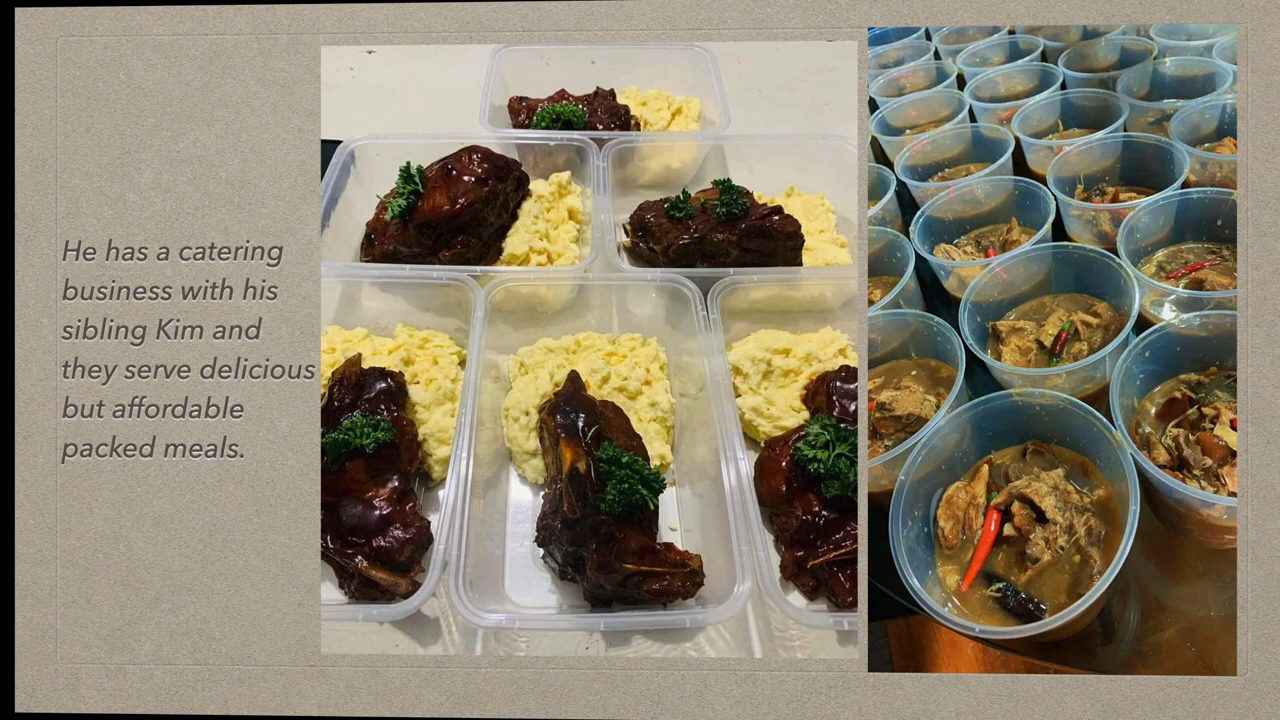 He has a catering
business with his
sibling Kim and
they serve delicious
but affordable
packed meals.